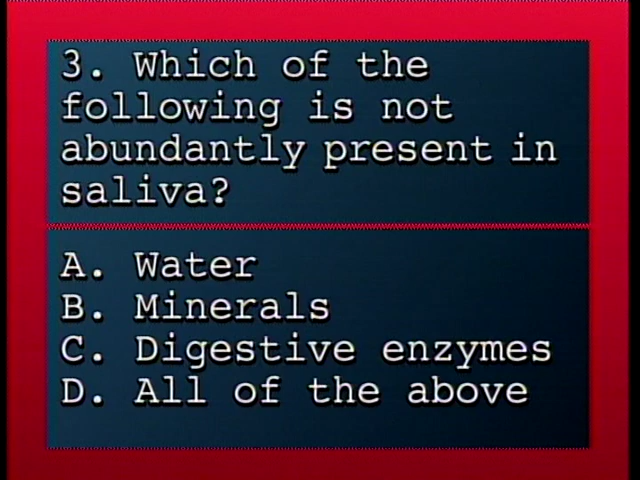 3. Which of the
following is not
abundantly present in
saliva?
A. Water
B. Minerals
C. Digestive enzymes
D. All of the above